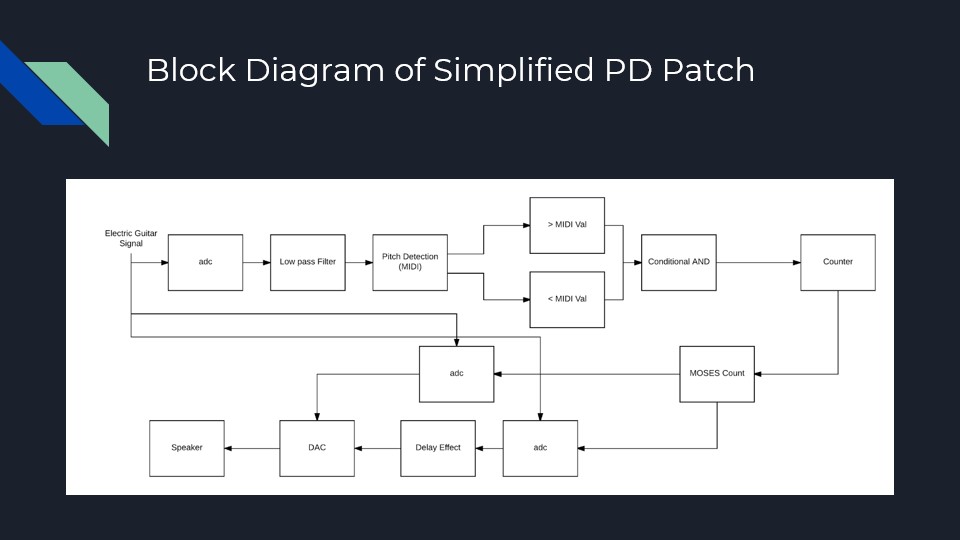 Block Diagram of Simplified PD Patch
Electric Guitar
Signal
adc
Low pass Filter
Pitch Detection
(MIDI)
> MIDI Val
< MIDI Val
Conditional AND
Counter
adc
MOSES Count
Speaker
DAC
Delay Effect
adc